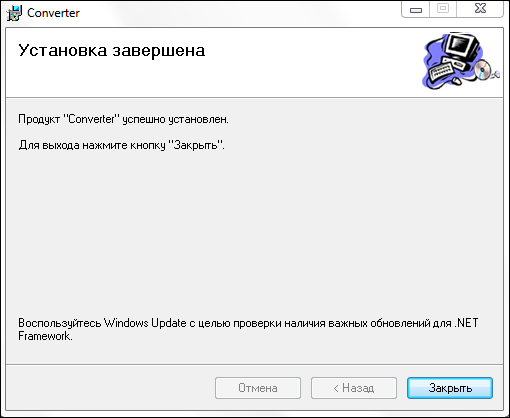 Converter
Установка завершена
Продукт "Converter" успешно установлен.
Для выхода нажмите кнопку "Закрыть".
Воспользуйтесь Windows Update с целью проверки наличия важных обновлений для .NET
Framework.
Отмена
< Назад
Закрыть